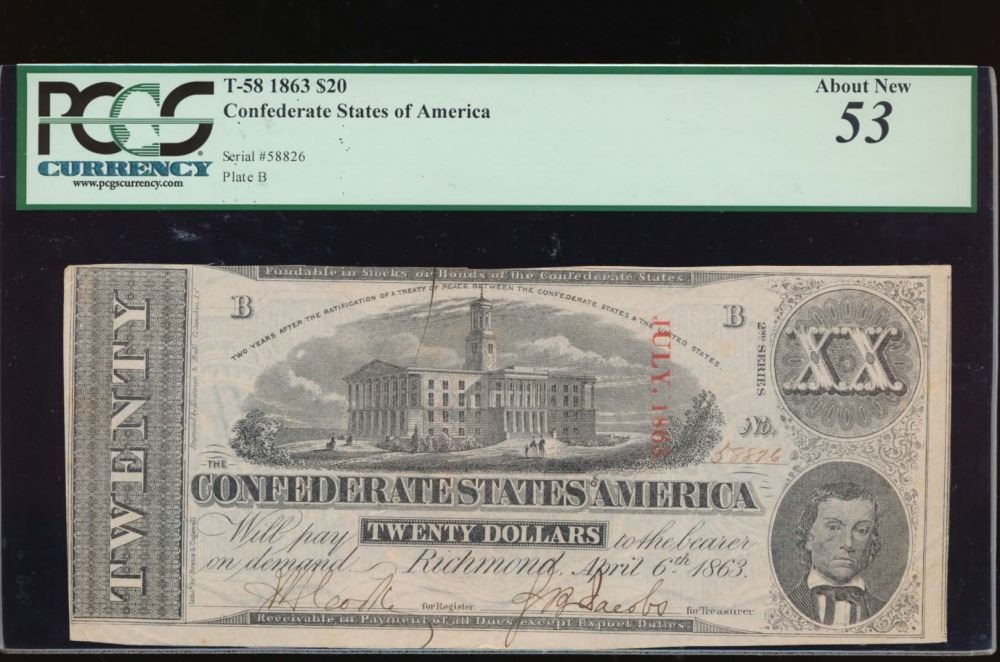 PCGS
CURRENCY
www.pcgscurrency.com
T-58 1863 $20
Confederate States of America
Serial #58826
Plate B
About New
53
Fundable in Stocks or Bonds of the Confederate States
TWENTY
B
TWO YEARS AFTER THE RATIFICATION OF A TREATY OF PEACE BETWEEN THE CONFEDERATE STATES & THE UNITED STATES
B
JULY, 1863
2ND SERIES
XX
No. 58826
THE
CONFEDERATE STATES OF AMERICA
Will pay TWENTY DOLLARS to the bearer
on demand Richmond, April 6th 1863.
for Register
Jacobs
for Treasurer
Receivable in Payment of all Dues except Export Duties